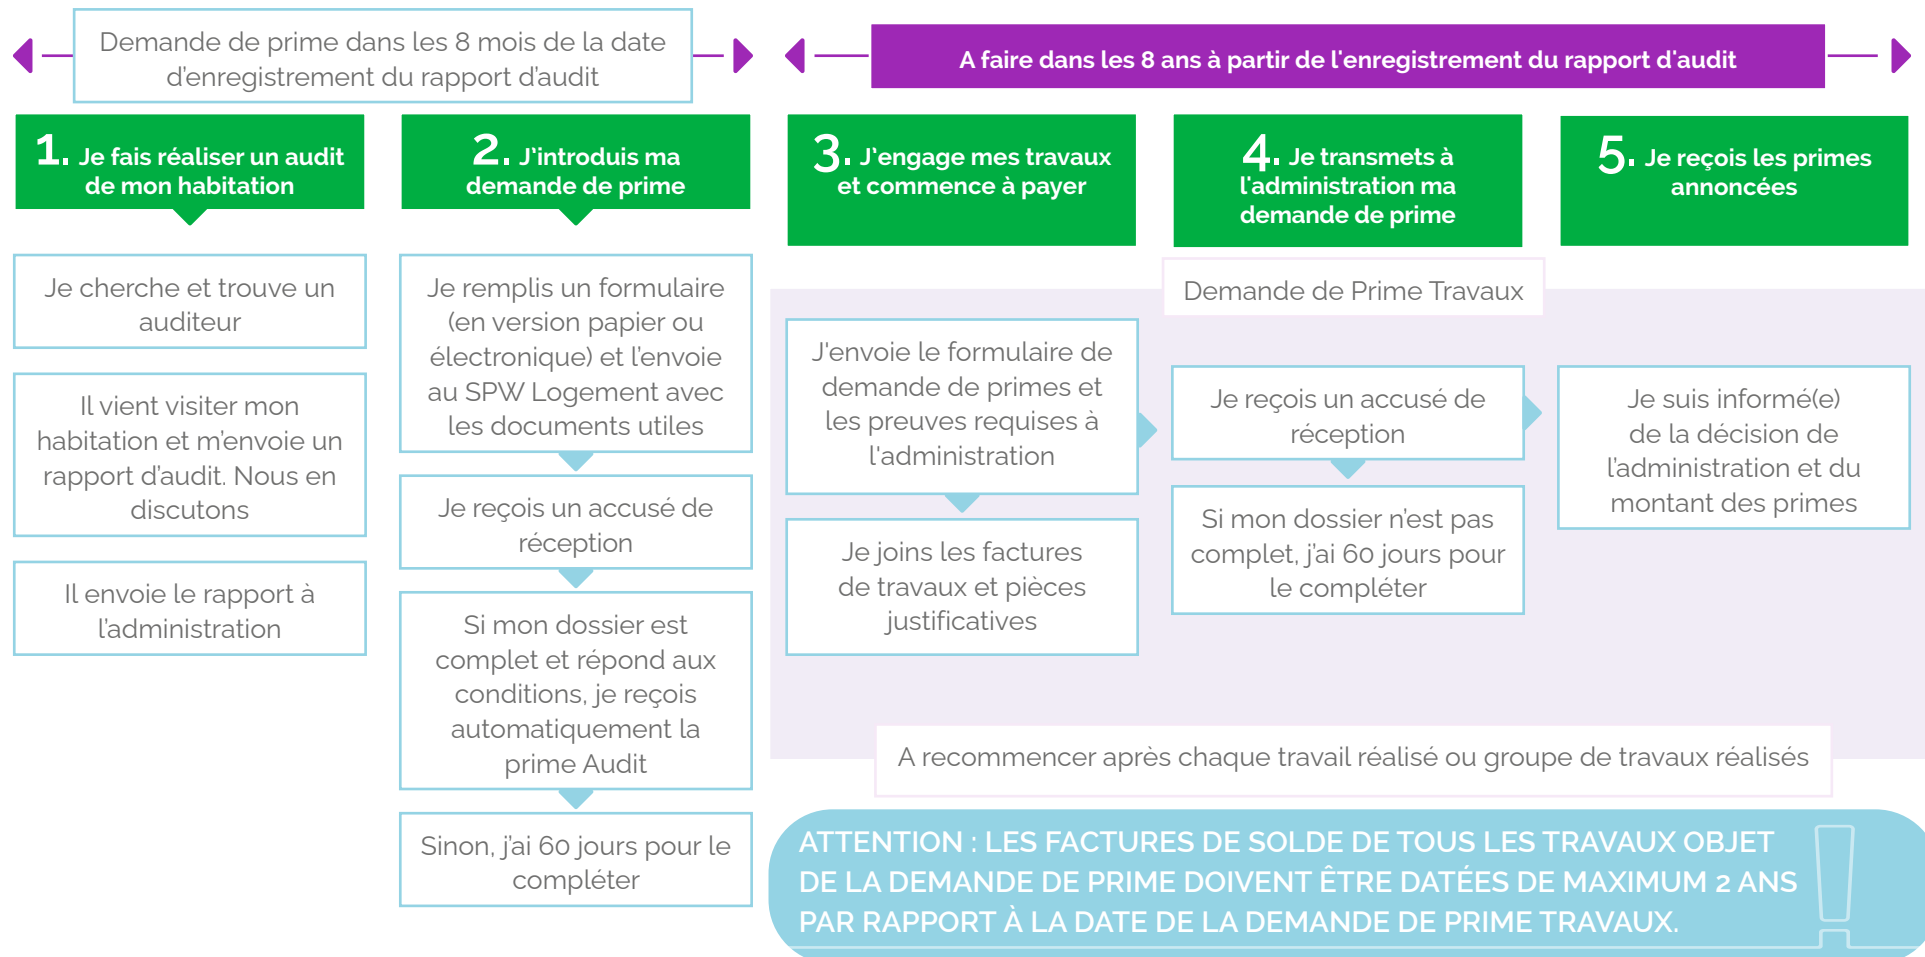 Demande de prime dans les 8 mois de la date
d'enregistrement du rapport d'audit
A faire dans les 8 ans à partir de l'enregistrement du rapport d'audit
1. Je fais réaliser un audit
de mon habitation
Je cherche et trouve un
auditeur
Il vient visiter mon
habitation et m'envoie un
rapport d'audit. Nous en
discutons
Il envoie le rapport à
l'administration
2. J'introduis ma
demande de prime
Je remplis un formulaire
(en version papier ou
électronique) et l'envoie
au SPW Logement avec
les documents utiles
Je reçois un accusé de
réception
Si mon dossier est
complet et répond aux
conditions, je reçois
automatiquement la
prime Audit
Sinon, j'ai 60 jours pour le
compléter
3. J'engage mes travaux
et commence à payer
4. Je transmets à
l'administration ma
demande de prime
5. Je reçois les primes
annoncées
Demande de Prime Travaux
J'envoie le formulaire de
demande de primes et
les preuves requises à
l'administration
Je joins les factures
de travaux et pièces
justificatives
Je reçois un accusé de
réception
Si mon dossier n'est pas
complet, j'ai 60 jours pour
le compléter
Je suis informé(e)
de la décision de
l'administration et du
montant des primes
A recommencer après chaque travail réalisé ou groupe de travaux réalisés
ATTENTION : LES FACTURES DE SOLDE DE TOUS LES TRAVAUX OBJET
DE LA DEMANDE DE PRIME DOIVENT ÊTRE DATÉES DE MAXIMUM 2 ANS
PAR RAPPORT À LA DATE DE LA DEMANDE DE PRIME TRAVAUX.
!